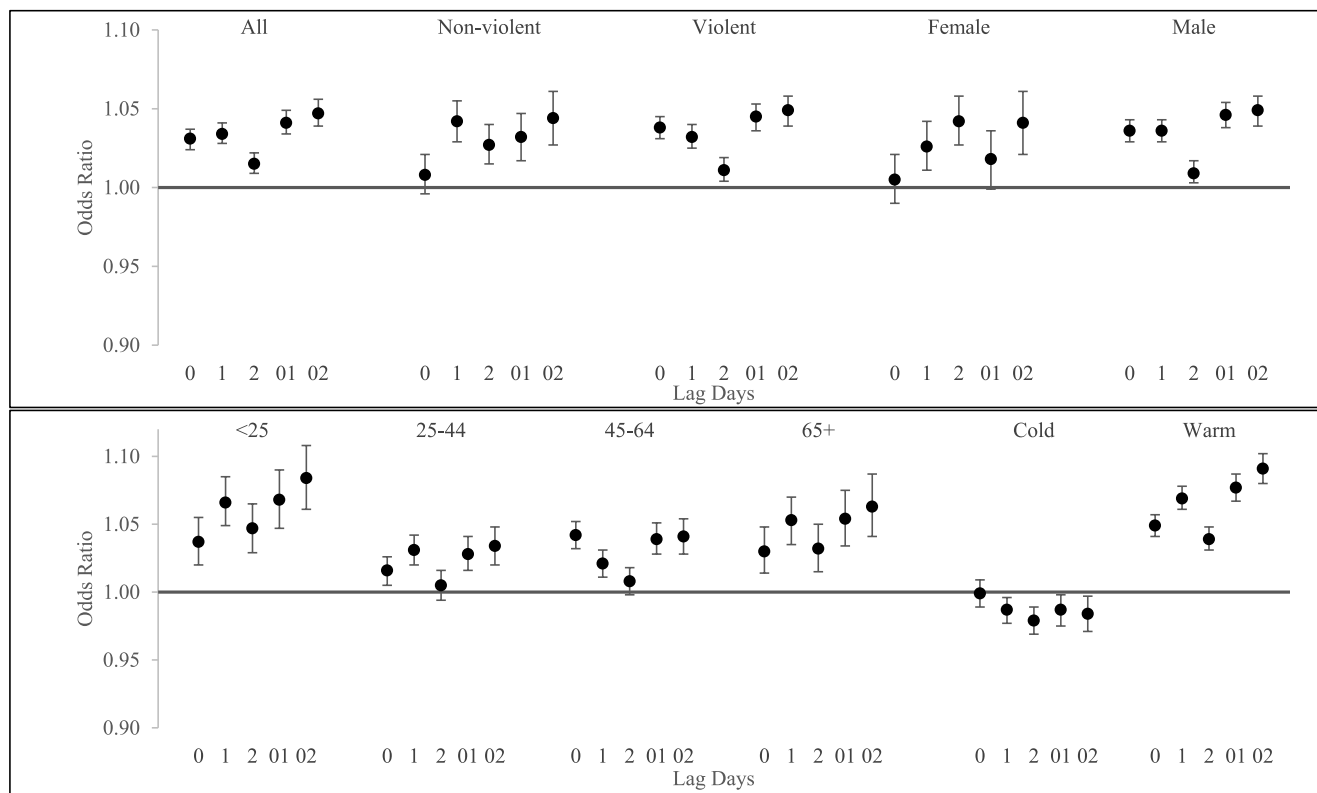 All Non-violent Violent Female Male
1.10
1.05
1.00
0.95
0.90
Odds Ratio
0 1 2 01 02 0 1 2 01 02 0 1 2 01 02 0 1 2 01 02 0 1 2 01 02
Lag Days
<25 25-44 45-64 65+ Cold Warm
1.10
1.05
1.00
0.95
0.90
Odds Ratio
0 1 2 01 02 0 1 2 01 02 0 1 2 01 02 0 1 2 01 02 0 1 2 01 02 0 1 2 01 02
Lag Days